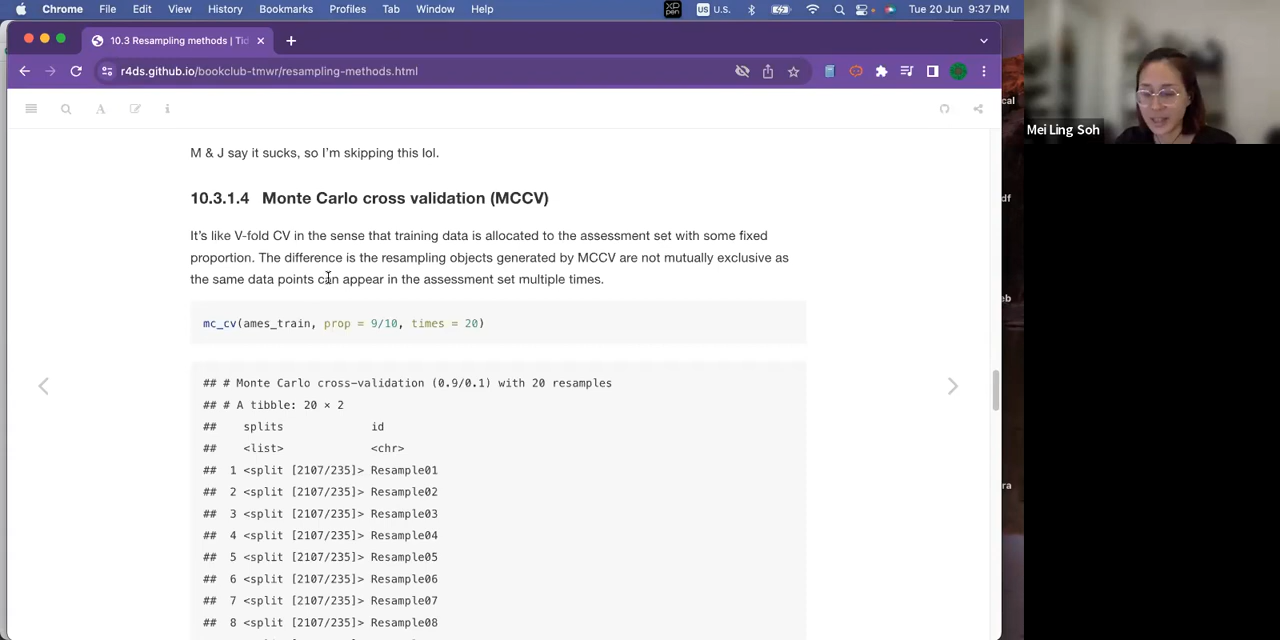 Chrome File Edit View History Bookmarks Profiles Tab Window Help XP PEN US U.S. Tue 20 Jun 9:37 PM
10.3 Resampling methods | Tid
r4ds.github.io/bookclub-tmwr/resampling-methods.html
M & J say it sucks, so I'm skipping this lol.
10.3.1.4 Monte Carlo cross validation (MCCV)
It's like V-fold CV in the sense that training data is allocated to the assessment set with some fixed
proportion. The difference is the resampling objects generated by MCCV are not mutually exclusive as
the same data points can appear in the assessment set multiple times.
mc_cv(ames_train, prop = 9/10, times = 20)
## # Monte Carlo cross-validation (0.9/0.1) with 20 resamples
## # A tibble: 20 × 2
##    splits             id
##    <list>             <chr>
##  1 <split [2107/235]> Resample01
##  2 <split [2107/235]> Resample02
##  3 <split [2107/235]> Resample03
##  4 <split [2107/235]> Resample04
##  5 <split [2107/235]> Resample05
##  6 <split [2107/235]> Resample06
##  7 <split [2107/235]> Resample07
##  8 <split [2107/235]> Resample08
cal
df
eb
ra
Mei Ling Soh